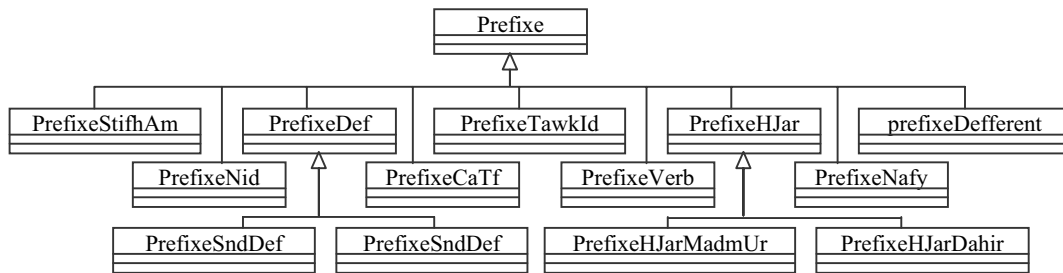 Prefixe
PrefixeStifhAm PrefixeDef PrefixeTawkId PrefixeHJar prefixeDefferent
PrefixeNid PrefixeCaTf PrefixeVerb PrefixeNafy
PrefixeSndDef PrefixeSndDef PrefixeHJarMadmUr PrefixeHJarDahir